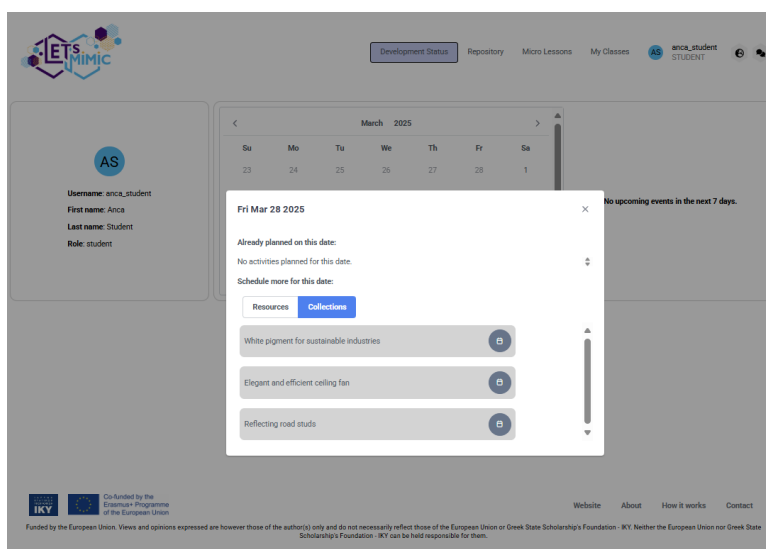 LETS
MIMIC
Development Status
Repository
Micro Lessons
My Classes
AS
anca_student
STUDENT
AS
Username: anca_student
First name: Anca
Last name: Student
Role: student
March 2025
Su Mo Tu We Th Fr Sa
23 24 25 26 27 28 1
No upcoming events in the next 7 days.
Fri Mar 28 2025
Already planned on this date:
No activities planned for this date.
Schedule more for this date:
Resources
Collections
White pigment for sustainable industries
Elegant and efficient ceiling fan
Reflecting road studs
IKY
Co-funded by the
Erasmus+ Programme
of the European Union
Website
About
How it works
Contact
Funded by the European Union. Views and opinions expressed are however those of the author(s) only and do not necessarily reflect those of the European Union or Greek State Scholarship's Foundation - IKY. Neither the European Union nor Greek State
Scholarship's Foundation - IKY can be held responsible for them.